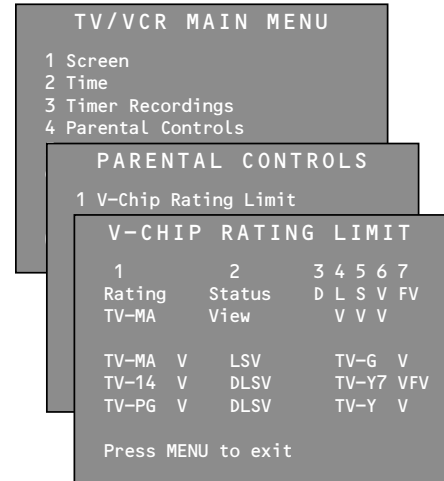 TV/VCR MAIN MENU
1 Screen
2 Time
3 Timer Recordings
4 Parental Controls
PARENTAL CONTROLS
1 V-Chip Rating Limit
V-CHIP RATING LIMIT
1 2 3 4 5 6 7
Rating Status D L S V FV
TV-MA View V V V
TV-MA V LSV TV-G V
TV-14 V DLSV TV-Y7 VFV
TV-PG V DLSV TV-Y V
Press MENU to exit